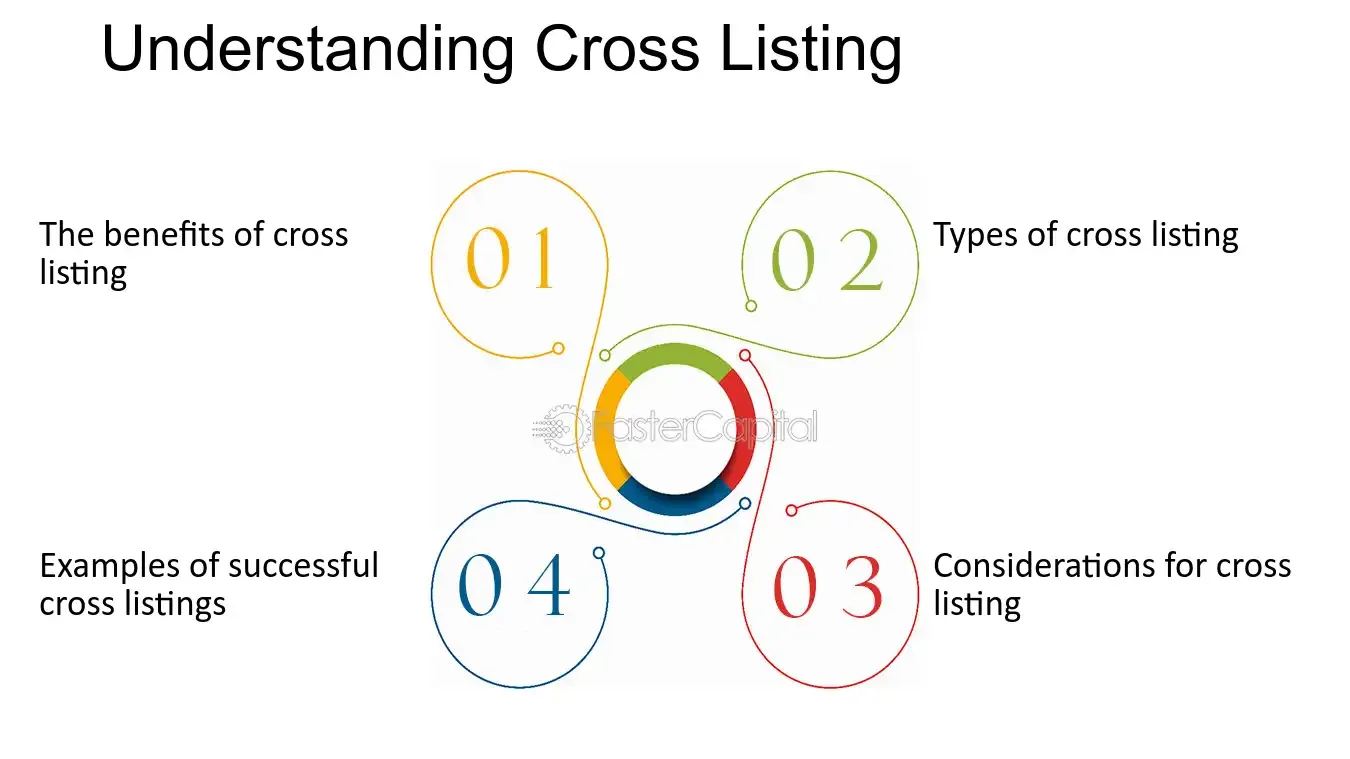 Understanding Cross Listing
The benefits of cross
listing
01
02
Types of cross listing
FasterCapital
Examples of successful
cross listings
04
03
Considerations for cross
listing